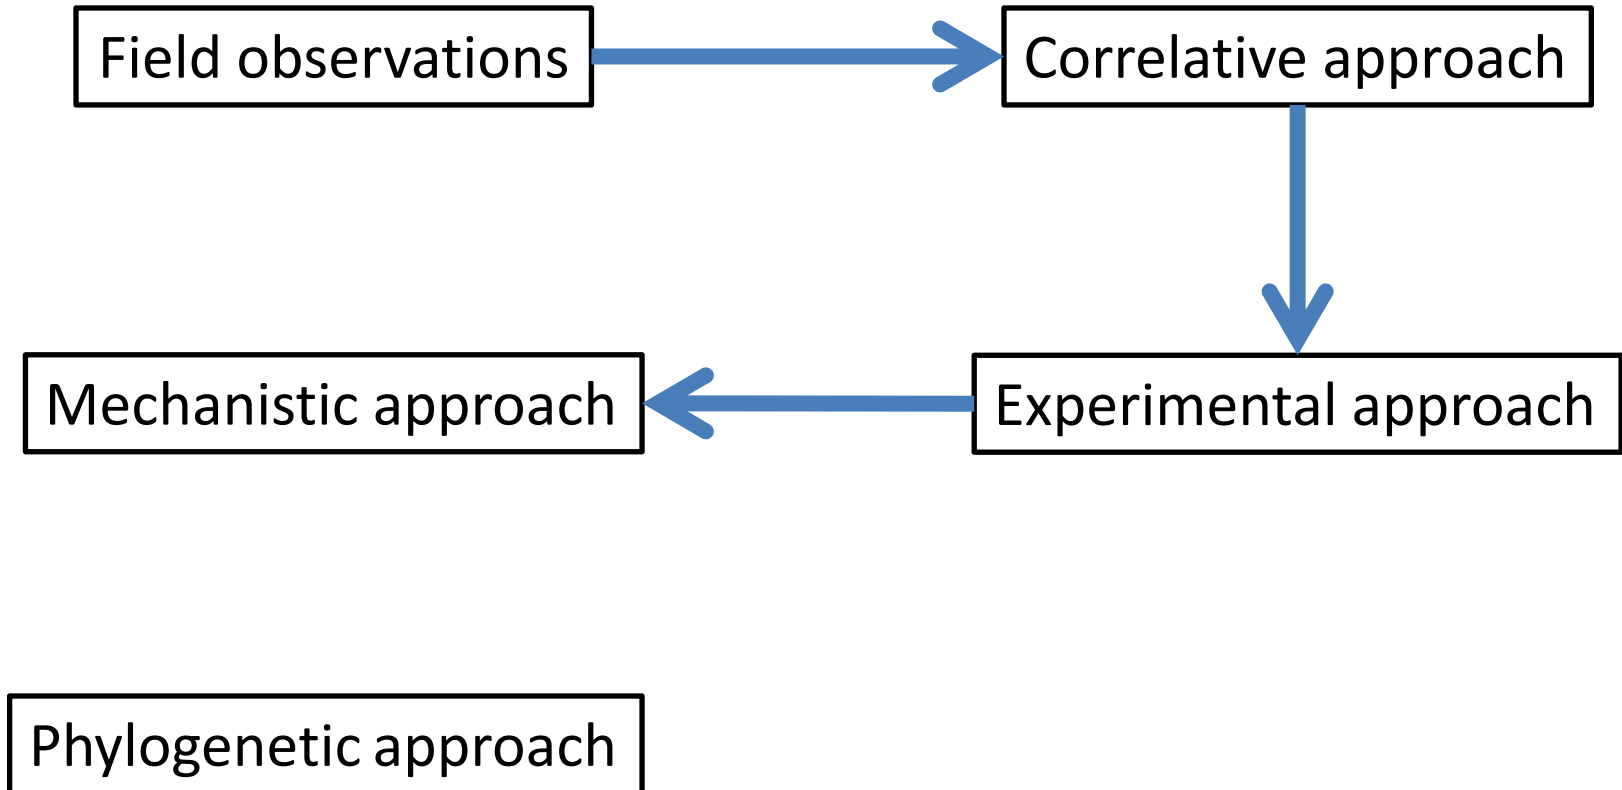 Field observations
Correlative approach
Mechanistic approach
Experimental approach
Phylogenetic approach